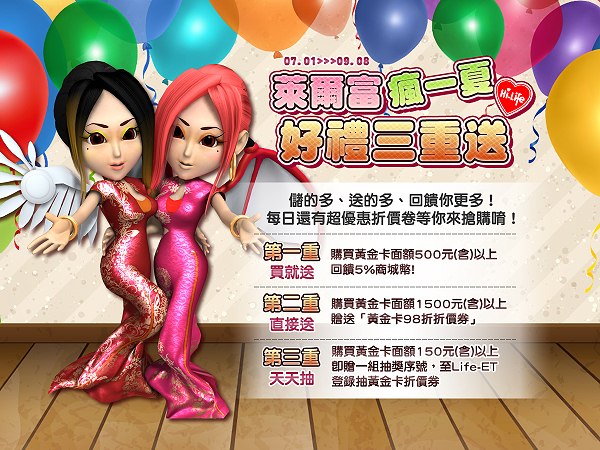 07.01>>>09.08
萊爾富瘋一夏
Hi-Life
好禮三重送
儲的多、送的多、回饋你更多！
每日還有超優惠折價卷等你來搶購唷！
第一重
買就送
購買黃金卡面額500元(含)以上
回饋5%商城幣!
第二重
直接送
購買黃金卡面額1500元(含)以上
贈送「黃金卡98折折價券」
第三重
天天抽
購買黃金卡面額150元(含)以上
即贈一組抽獎序號，至Life-ET
登錄抽黃金卡折價券